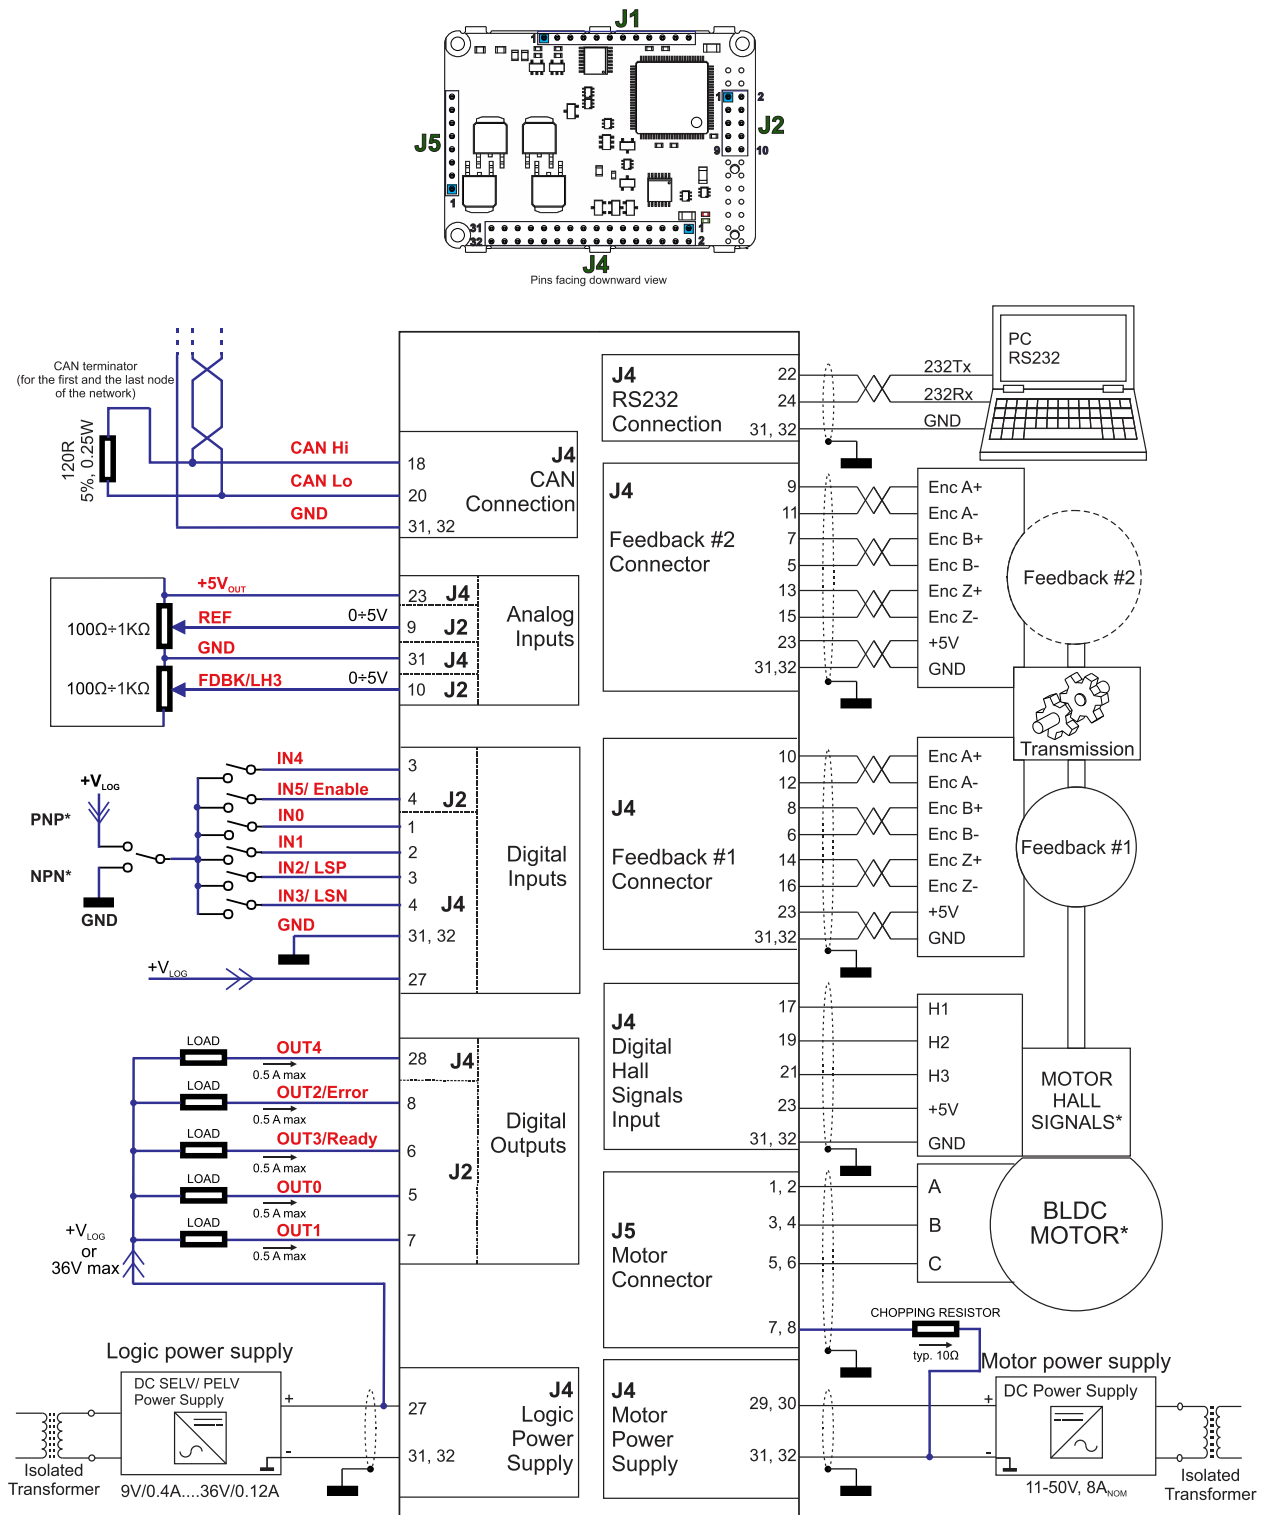 J1
1
J5
1
1
2
J2
9
10
31
1
32
2
J4
Pins facing downward view
CAN terminator
(for the first and the last node
of the network)
120R
5%, 0.25W
CAN Hi
18
CAN Lo
20
GND
31, 32
J4
CAN
Connection
J4
RS232
Connection
22
24
31, 32
232Tx
232Rx
GND
PC
RS232
+5VOUT
23
J4
REF
0÷5V
9
J2
GND
31
J4
FDBK/LH3
0÷5V
10
J2
100Ω÷1KΩ
100Ω÷1KΩ
Analog
Inputs
J4
Feedback #2
Connector
9
11
7
5
13
15
23
31,32
Enc A+
Enc A-
Enc B+
Enc B-
Enc Z+
Enc Z-
+5V
GND
Feedback #2
Transmission
+VLOG
PNP*
NPN*
GND
IN4
3
IN5/ Enable
4
J2
IN0
1
IN1
2
IN2/ LSP
3
IN3/ LSN
4
J4
GND
31, 32
+VLOG
27
Digital
Inputs
J4
Feedback #1
Connector
10
12
8
6
14
16
23
31,32
Enc A+
Enc A-
Enc B+
Enc B-
Enc Z+
Enc Z-
+5V
GND
Feedback #1
J4
Digital
Hall
Signals
Input
17
19
21
23
31, 32
H1
H2
H3
+5V
GND
MOTOR
HALL
SIGNALS*
LOAD
OUT4
0.5 A max
28
J4
LOAD
OUT2/Error
0.5 A max
8
LOAD
OUT3/Ready
0.5 A max
6
J2
LOAD
OUT0
0.5 A max
5
LOAD
OUT1
0.5 A max
7
Digital
Outputs
+VLOG
or
36V max
J5
Motor
Connector
1, 2
3, 4
5, 6
7, 8
A
B
C
BLDC
MOTOR*
CHOPPING RESISTOR
typ. 10Ω
Logic power supply
DC SELV/ PELV
Power Supply
+
-
Isolated
Transformer
9V/0.4A....36V/0.12A
27
31, 32
J4
Logic
Power
Supply
J4
Motor
Power
Supply
29, 30
31, 32
Motor power supply
DC Power Supply
+
-
11-50V, 8ANOM
Isolated
Transformer